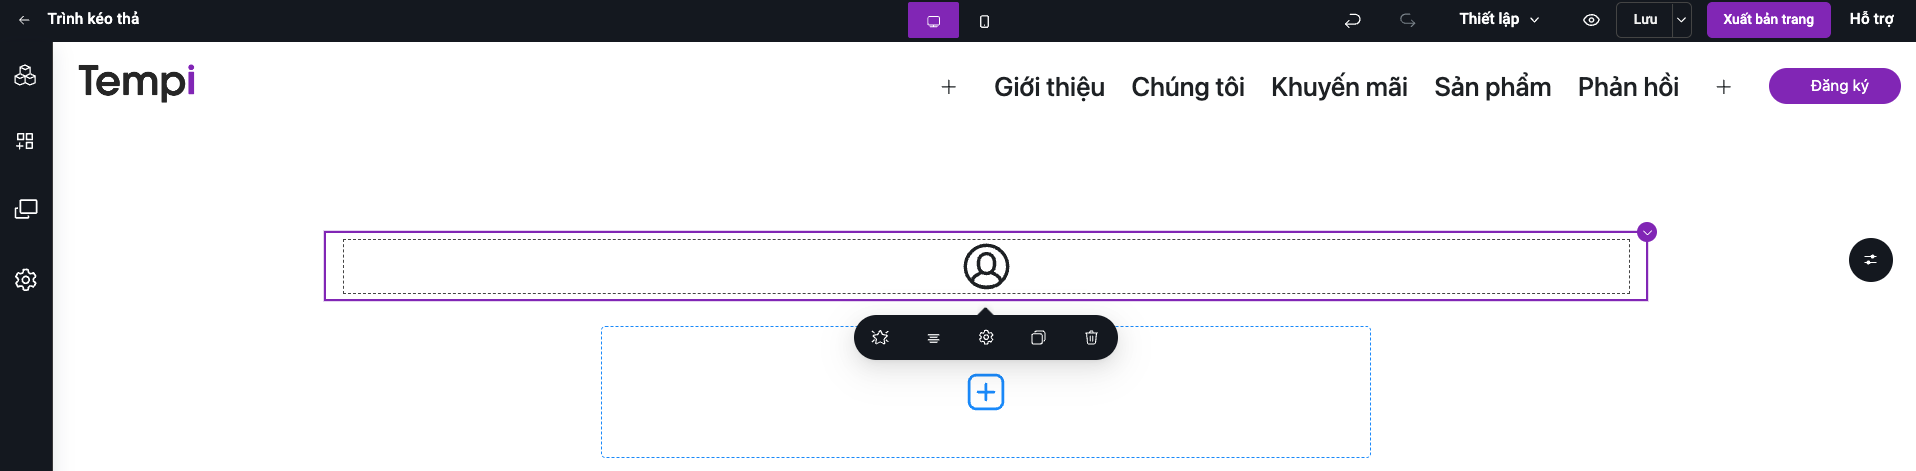 Trình kéo thả
Thiết lập
Lưu
Xuất bản trang
Hỗ trợ
Tempi
Giới thiệu
Chúng tôi
Khuyến mãi
Sản phẩm
Phản hồi
Đăng ký